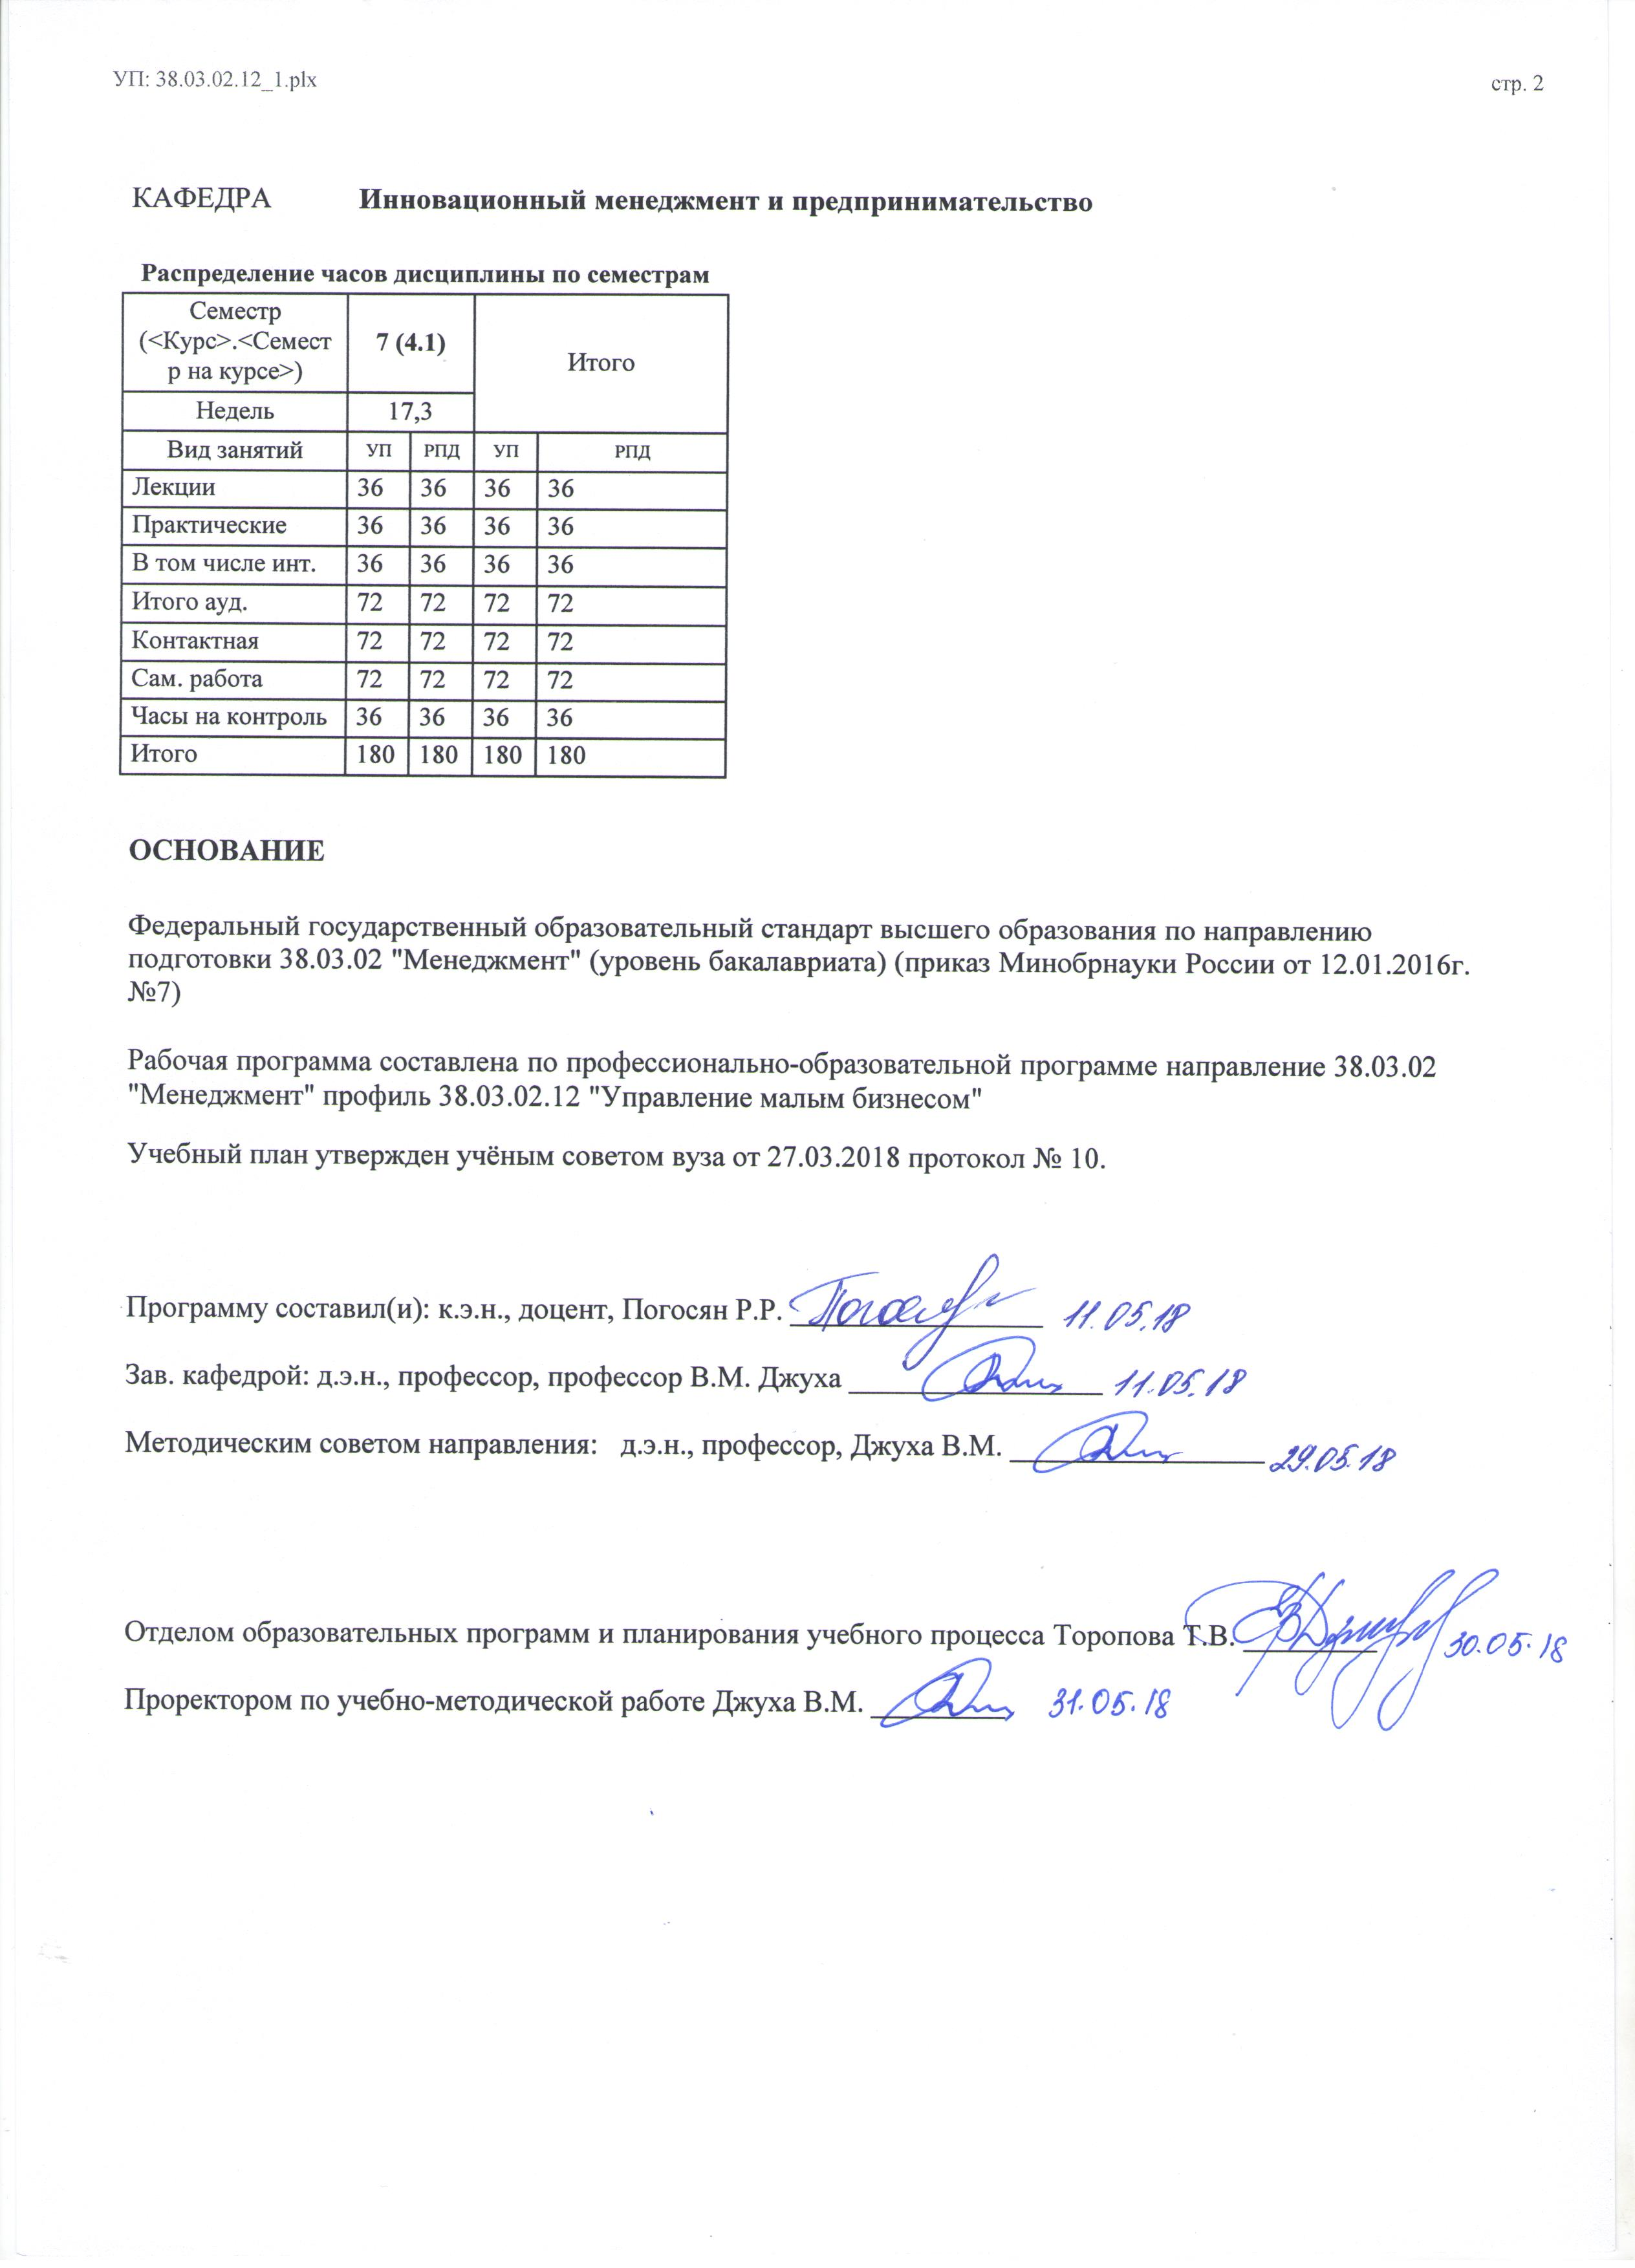 УП: 38.03.02.12_1.plx
стр. 2
КАФЕДРА Инновационный менеджмент и предпринимательство
Распределение часов дисциплины по семестрам
Семестр
(<Курс>.<Семест
р на курсе>)
7 (4.1)
Итого
Недель 17,3
Вид занятий УП РПД УП РПД
Лекции 36 36 36 36
Практические 36 36 36 36
В том числе инт. 36 36 36 36
Итого ауд. 72 72 72 72
Контактная 72 72 72 72
Сам. работа 72 72 72 72
Часы на контроль 36 36 36 36
Итого 180 180 180 180
ОСНОВАНИЕ
Федеральный государственный образовательный стандарт высшего образования по направлению
подготовки 38.03.02 "Менеджмент" (уровень бакалавриата) (приказ Минобрнауки России от 12.01.2016г.
№7)
Рабочая программа составлена по профессионально-образовательной программе направление 38.03.02
"Менеджмент" профиль 38.03.02.12 "Управление малым бизнесом"
Учебный план утвержден учёным советом вуза от 27.03.2018 протокол № 10.
Программу составил(и): к.э.н., доцент, Погосян Р.Р. 11.05.18
Зав. кафедрой: д.э.н., профессор, профессор В.М. Джуха 11.05.18
Методическим советом направления: д.э.н., профессор, Джуха В.М. 29.05.18
Отделом образовательных программ и планирования учебного процесса Торопова Т.В. 30.05.18
Проректором по учебно-методической работе Джуха В.М. 31.05.18